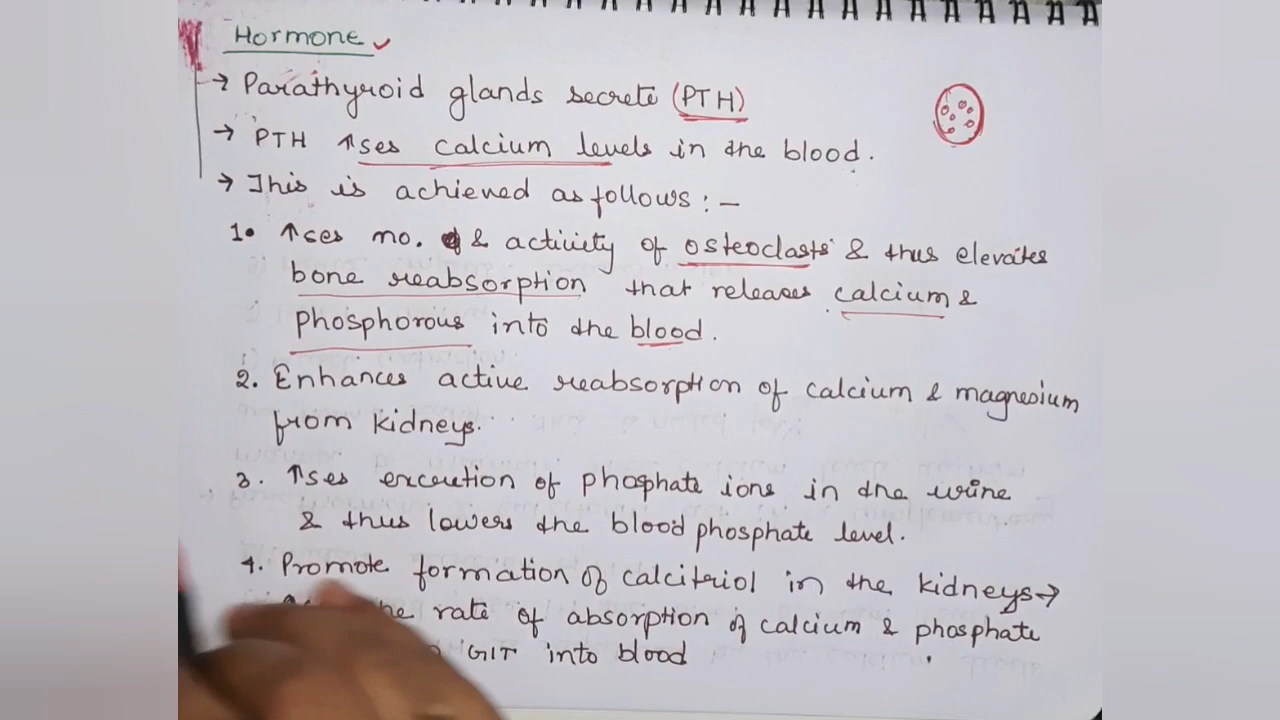 Hormone
→ Parathyroid glands secrete (PTH)
→ PTH ↑ses calcium levels in the blood.
→ This is achieved as follows :-
1. ↑ses no. & activity of osteoclasts & thus elevates
bone reabsorption that releases calcium &
phosphorous into the blood.
2. Enhances active reabsorption of calcium & magnesium
from kidneys.
3. ↑ses excretion of phosphate ions in the urine
& thus lowers the blood phosphate level.
4. Promote formation of calcitriol in the kidneys →
rate of absorption of calcium & phosphate
GIT into blood